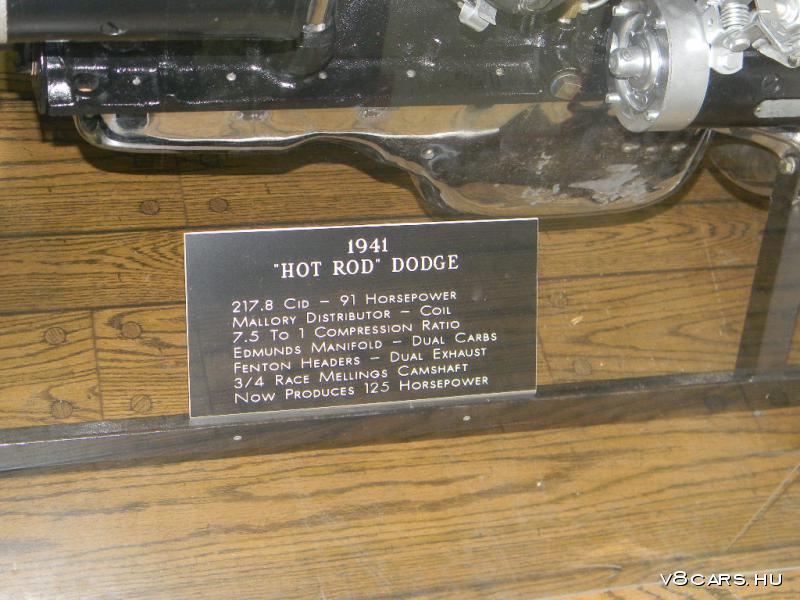 1941
"HOT ROD" DODGE
217.8 CID – 91 HORSEPOWER
MALLORY DISTRIBUTOR – COIL
7.5 TO 1 COMPRESSION RATIO
EDMUNDS MANIFOLD – DUAL CARBS
FENTON HEADERS – DUAL EXHAUST
3/4 RACE MELLINGS CAMSHAFT
NOW PRODUCES 125 HORSEPOWER
V8CARS.HU